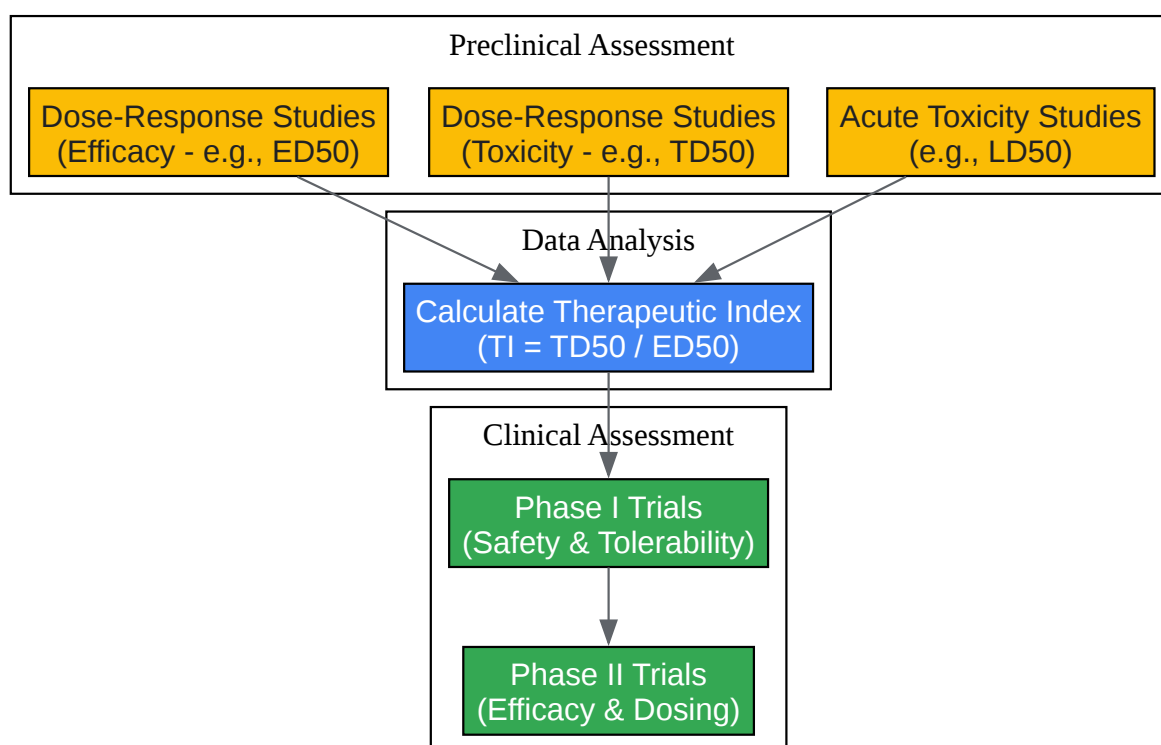 Preclinical Assessment
Dose-Response Studies
(Efficacy - e.g., ED50)
Dose-Response Studies
(Toxicity - e.g., TD50)
Acute Toxicity Studies
(e.g., LD50)
Data Analysis
Calculate Therapeutic Index
(TI = TD50 / ED50)
Clinical Assessment
Phase I Trials
(Safety & Tolerability)
Phase II Trials
(Efficacy & Dosing)